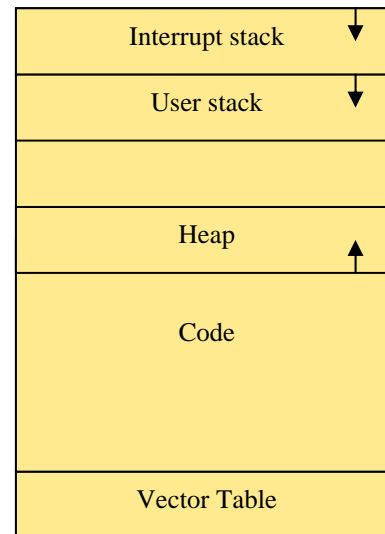 Interrupt stack
User stack
Heap
Code
Vector Table